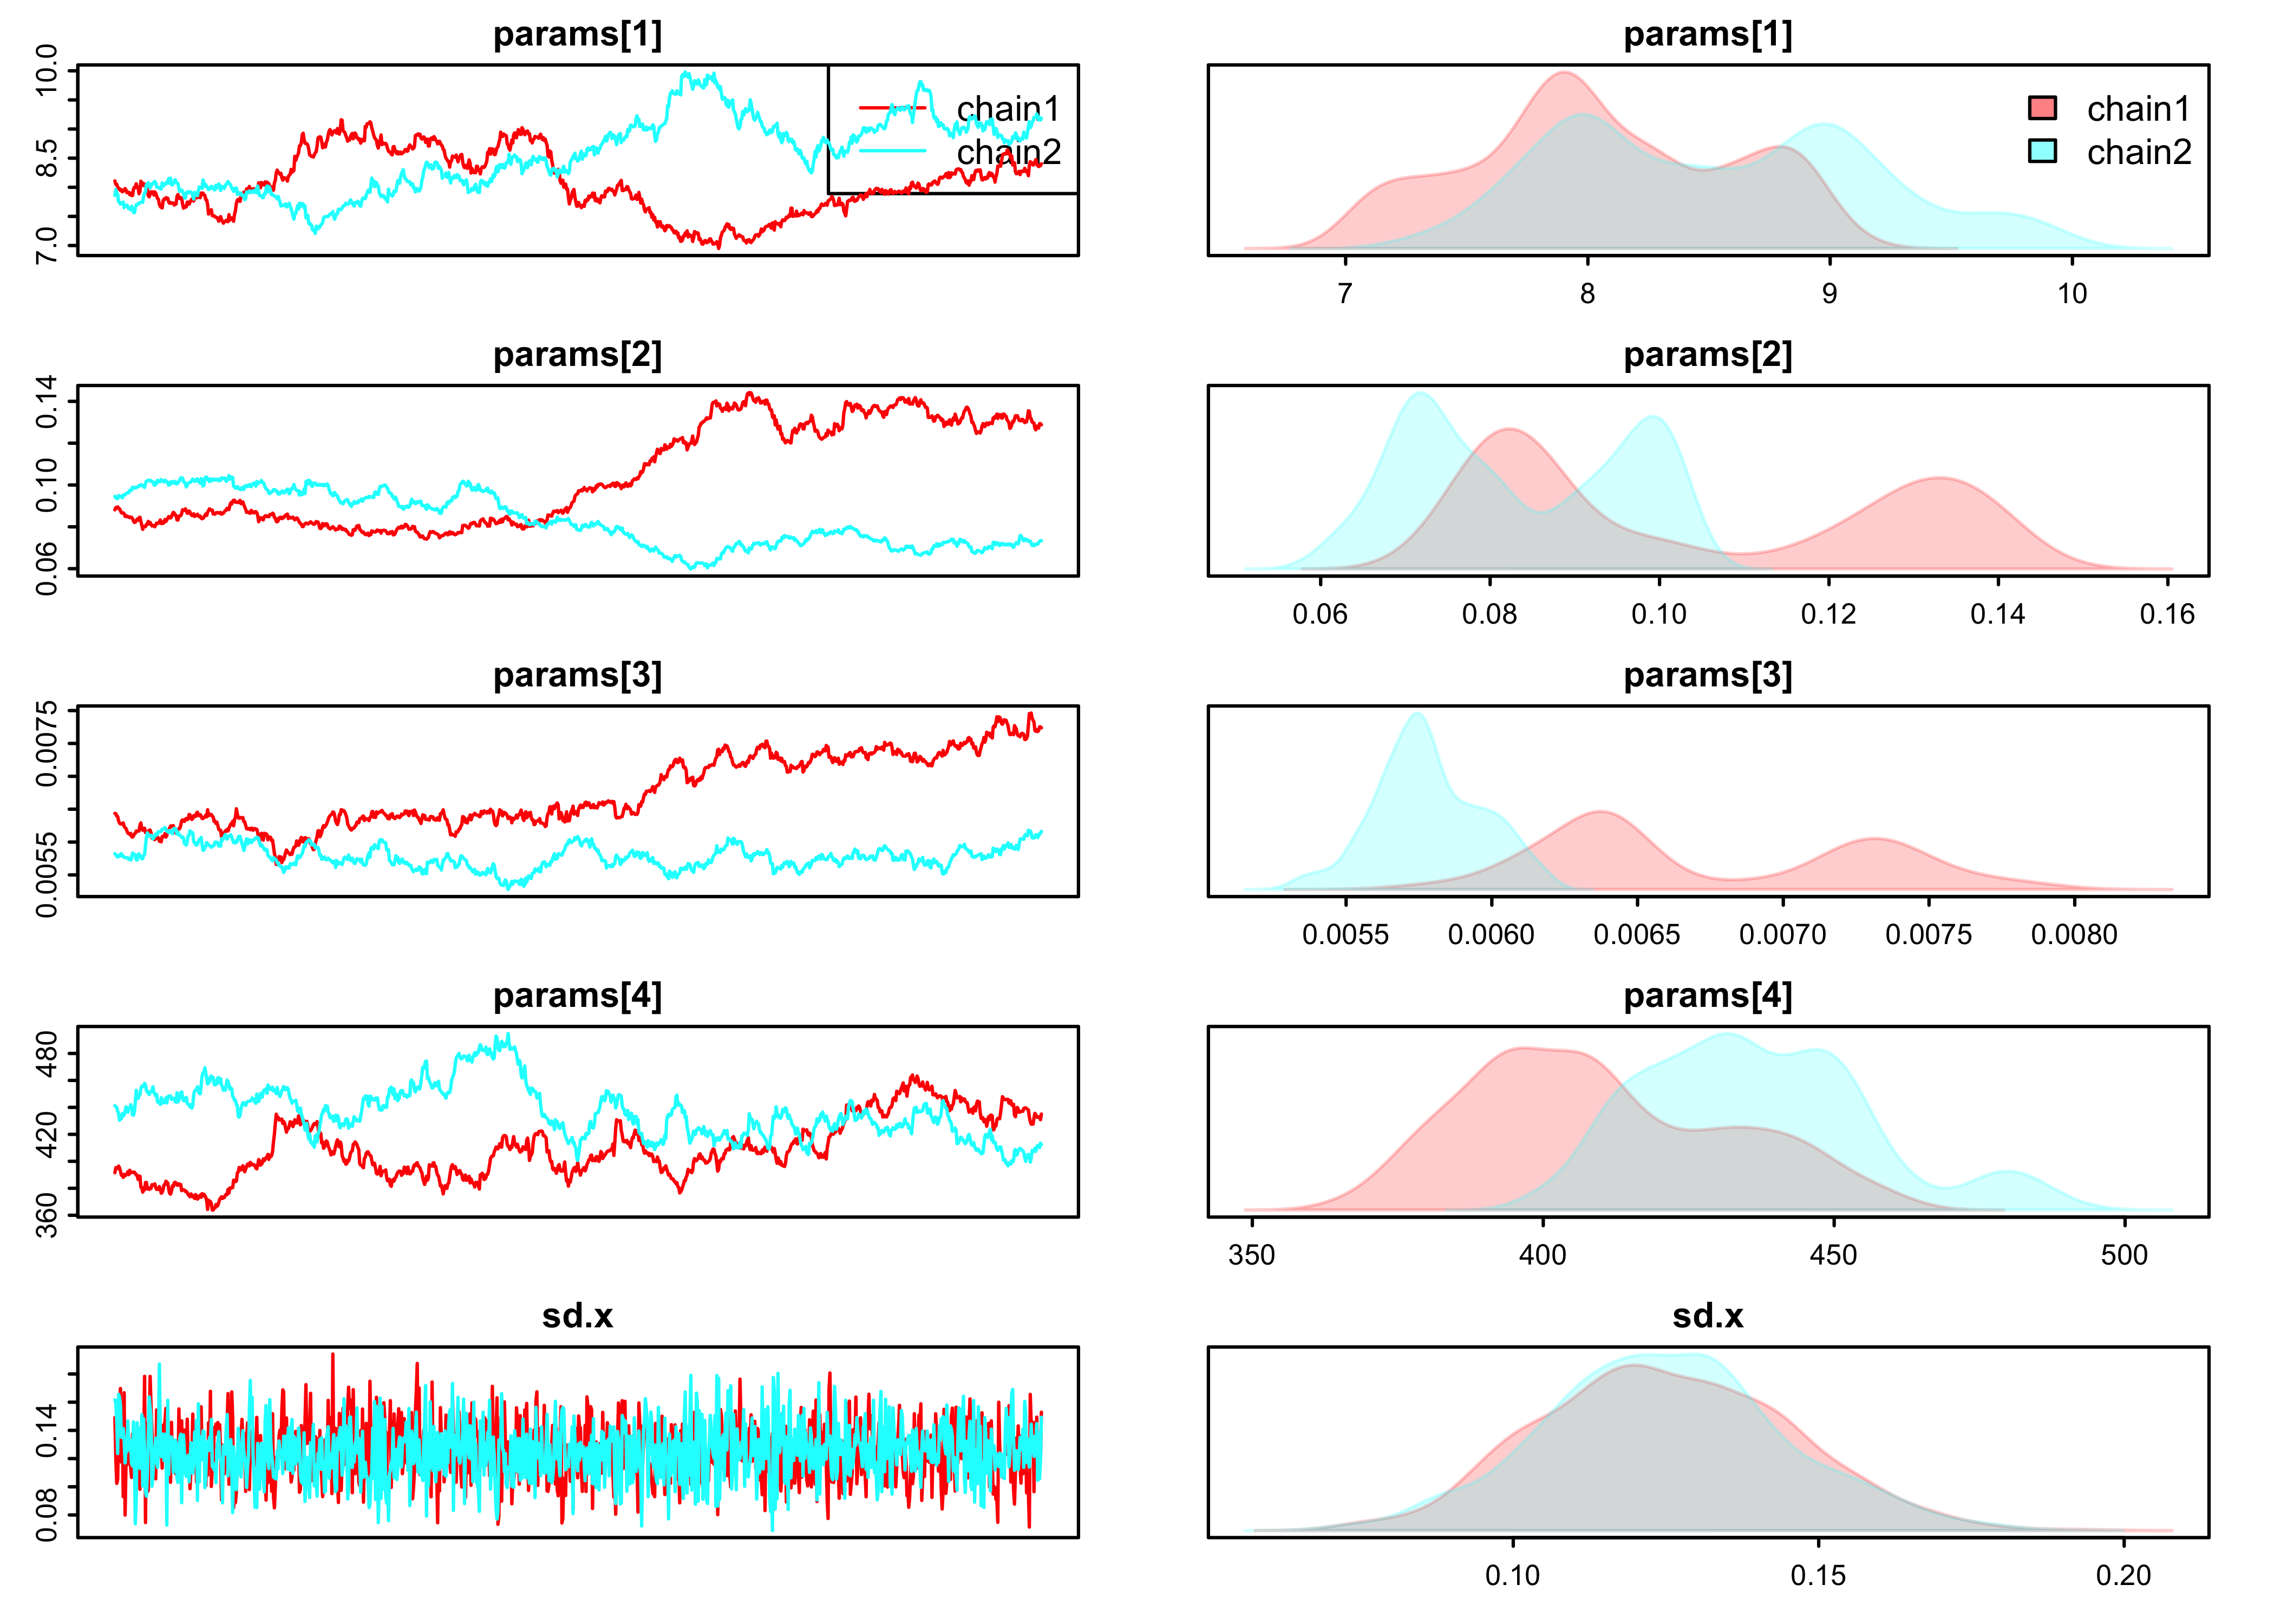 params[1]
10.0
8.5
7.0
chain1
chain2
params[1]
chain1
chain2
7 8 9 10
params[2]
0.14
0.10
0.06
params[2]
0.06 0.08 0.10 0.12 0.14 0.16
params[3]
0.0075
0.0055
params[3]
0.0055 0.0060 0.0065 0.0070 0.0075 0.0080
params[4]
480
420
360
params[4]
350 400 450 500
sd.x
0.14
0.08
sd.x
0.10 0.15 0.20